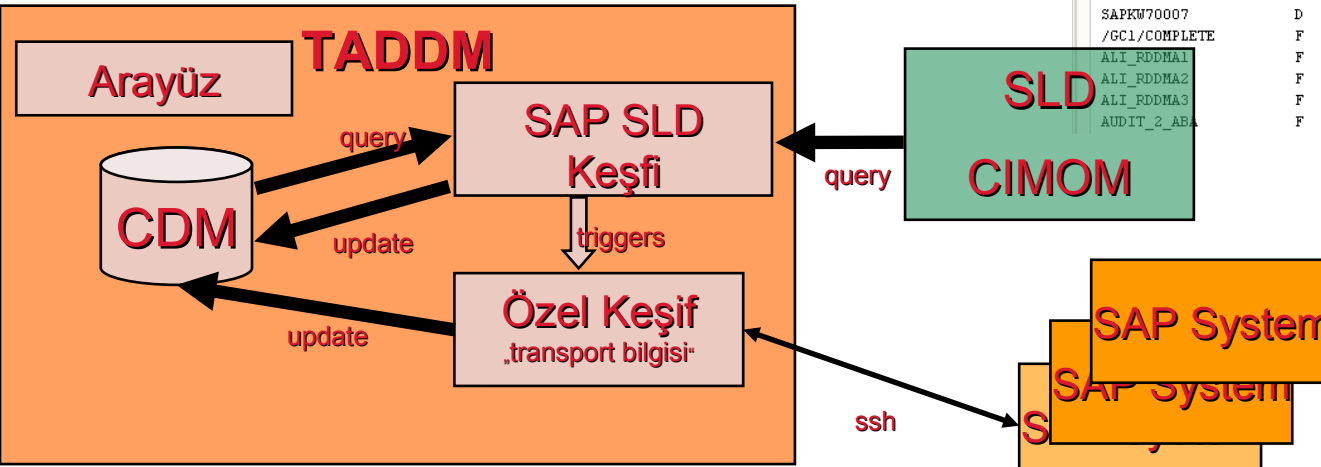 TADDM
Arayüz
SAP SLD
Keşfi
query
CDM
update
triggers
Özel Keşif
„transport bilgisi“
update
query
SLD
CIMOM
SAPKW70007 D
/GC1/COMPLETE F
ALI_RDDMA1 F
ALI_RDDMA2 F
ALI_RDDMA3 F
AUDIT_2_ABA F
ssh
SAP System
SAP System